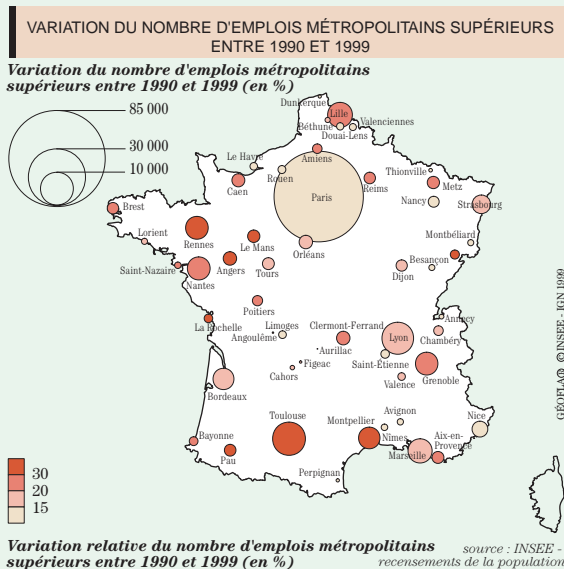 VARIATION DU NOMBRE D'EMPLOIS MÉTROPOLITAINS SUPÉRIEURS
ENTRE 1990 ET 1999
Variation du nombre d'emplois métropolitains
supérieurs entre 1990 et 1999 (en %)
85 000
30 000
10 000
Dunkerque
Lille
Béthune
Valenciennes
Douai-Lens
Le Havre
Amiens
Rouen
Thionville
Caen
Paris
Reims
Metz
Brest
Nancy
Strasbourg
Lorient
Rennes
Le Mans
Montbéliard
Orléans
Besançon
Saint-Nazaire
Angers
Tours
Dijon
Nantes
Poitiers
La Rochelle
Limoges
Clermont-Ferrand
Annecy
Angoulême
Lyon
Chambéry
Aurillac
Figeac
Saint-Étienne
Cahors
Valence
Grenoble
Bordeaux
Toulouse
Montpellier
Avignon
Nice
Bayonne
Nimes
Aix-en-
Provence
Pau
Marseille
Perpignan
30
20
15
GÉOFLA® © INSEE - IGN 1999
Variation relative du nombre d'emplois métropolitains
supérieurs entre 1990 et 1999 (en %)
source : INSEE -
recensements de la population